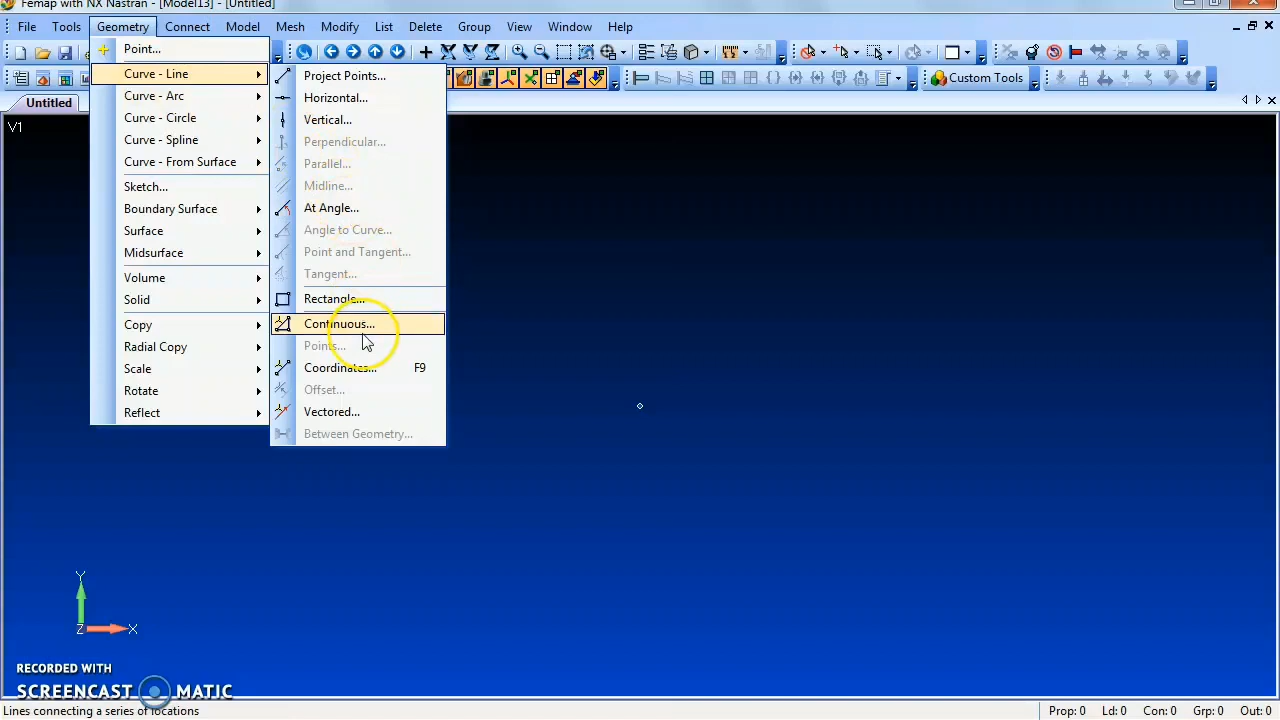 Femap with NX Nastran - [Model13] - [Untitled]
File Tools Geometry Connect Model Mesh Modify List Delete Group View Window Help
Point...
Curve - Line
Curve - Arc
Curve - Circle
Curve - Spline
Curve - From Surface
Sketch...
Boundary Surface
Surface
Midsurface
Volume
Solid
Copy
Radial Copy
Scale
Rotate
Reflect
Project Points...
Horizontal...
Vertical...
Perpendicular...
Parallel...
Midline...
At Angle...
Angle to Curve...
Point and Tangent...
Tangent...
Rectangle...
Continuous...
Points...
Coordinates... F9
Offset...
Vectored...
Between Geometry...
Custom Tools
Untitled
V1
Y
Z X
RECORDED WITH
SCREENCAST MATIC
Lines connecting a series of locations
Prop: 0 Ld: 0 Con: 0 Grp: 0 Out: 0